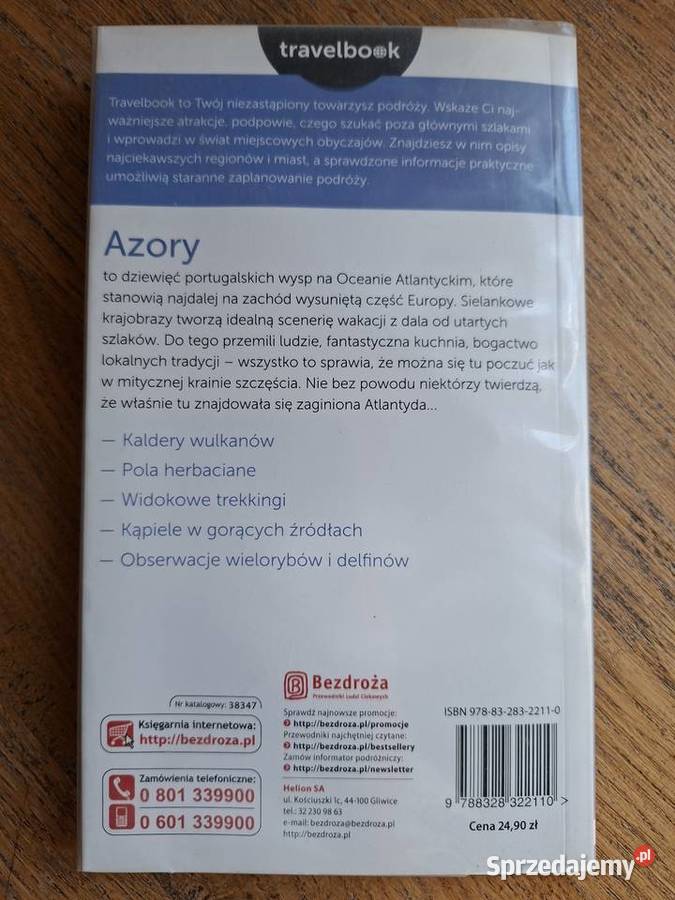 travelbook
Travelbook to Twój niezastąpiony towarzysz podróży. Wskaże Ci naj-
ważniejsze atrakcje, podpowie, czego szukać poza głównymi szlakami
i wprowadzi w świat miejscowych obyczajów. Znajdziesz w nim opisy
najciekawszych regionów i miast, a sprawdzone informacje praktyczne
umożliwią staranne zaplanowanie podróży.
Azory
to dziewięć portugalskich wysp na Oceanie Atlantyckim, które
stanowią najdalej na zachód wysuniętą część Europy. Sielankowe
krajobrazy tworzą idealną scenerię wakacji z dala od utartych
szlaków. Do tego przemili ludzie, fantastyczna kuchnia, bogactwo
lokalnych tradycji – wszystko to sprawia, że można się tu poczuć jak
w mitycznej krainie szczęścia. Nie bez powodu niektórzy twierdzą,
że właśnie tu znajdowała się zaginiona Atlantyda...
— Kaldery wulkanów
— Pola herbaciane
— Widokowe trekkingi
— Kąpiele w gorących źródłach
— Obserwacje wielorybów i delfinów
Nr katalogowy: 38347
Księgarnia internetowa:
http://bezdroza.pl
Zamówienia telefoniczne:
0 801 339900
0 601 339900
Bezdroża
Przewodniki Ludzi Ciekawych
Sprawdź najnowsze promocje:
http://bezdroza.pl/promocje
Przewodniki najchętniej czytane:
http://bezdroza.pl/bestsellery
Zamów informator podróżniczy:
http://bezdroza.pl/newsletter
Helion SA
ul. Kościuszki 1c, 44-100 Gliwice
tel.: 32 230 98 63
e-mail: bezdroza@bezdroza.pl
http://bezdroza.pl
ISBN 978-83-283-2211-0
9 788328 322110 >
Cena 24,90 zł
Sprzedajemy.pl